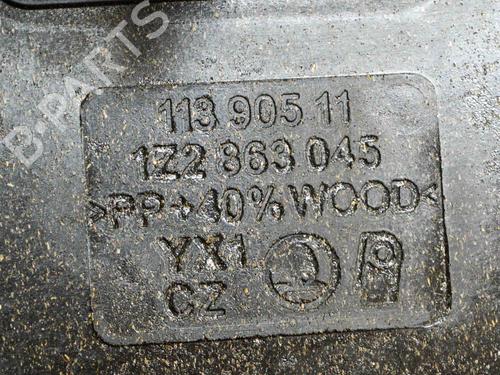 B-PARTS
113 905 11
1Z2 863 045
>PP+40%WOOD<
YX1
CZ